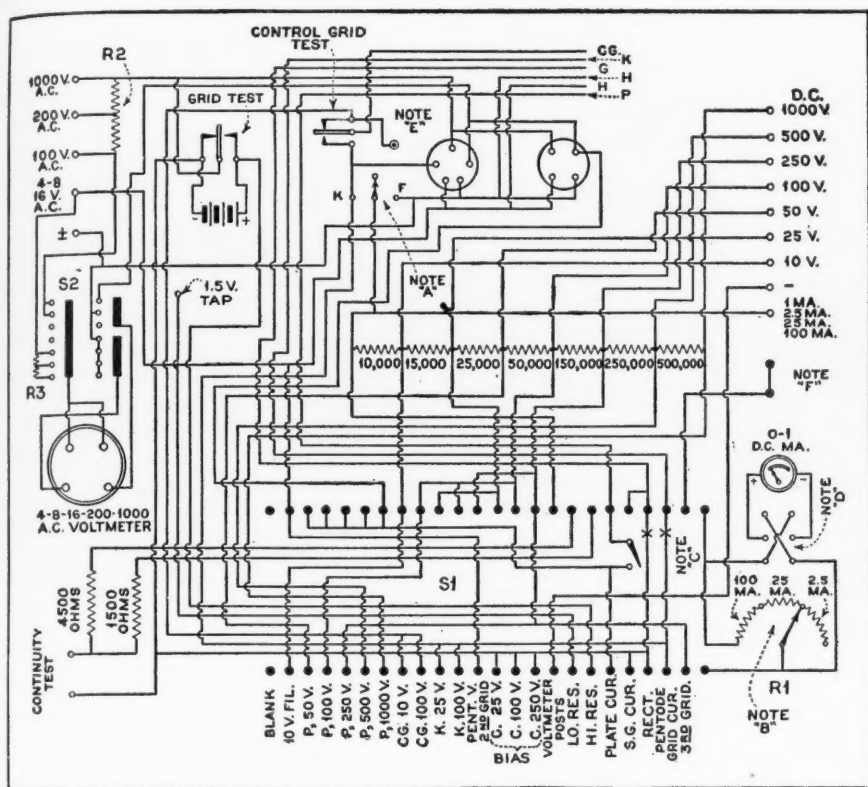 R2
CONTROL GRID
TEST
CG.
K
G
H
H
P
1000 V.
A.C.
200 V.
A.C.
100 V.
A.C.
4-8
16 V.
A.C.
±
GRID TEST
- +
NOTE
"E"
K
F
NOTE
"A"
D.C.
1000 V.
500 V.
250 V.
100 V.
50 V.
25 V.
10 V.
-
1 MA.
2.5 MA.
25 MA.
100 MA.
S2
1.5 V.
TAP
R3
10,000 15,000 25,000 50,000 150,000 250,000 500,000
NOTE
"F"
0-1
D.C. MA.
+ -
NOTE
"D"
4-8-16-200-1000
A.C. VOLTMETER
4500
OHMS
1500
OHMS
S1
NOTE
"C"
100
MA.
25
MA.
2.5
MA.
R1
NOTE
"B"
CONTINUITY
TEST
BLANK
10 V. FIL.
P, 50 V.
P, 100 V.
P, 250 V.
P, 500 V.
P, 1000 V.
CG. 10 V.
CG. 100 V.
K. 25 V.
K, 100 V.
PENT. V.
2ND GRID
C. 25 V.
C. 100 V.
C. 250 V.
BIAS
VOLTMETER
POSTS
LO. RES.
HI. RES.
PLATE CUR.
S.G. CUR.
RECT.
PENTODE
GRID CUR.
3RD GRID.